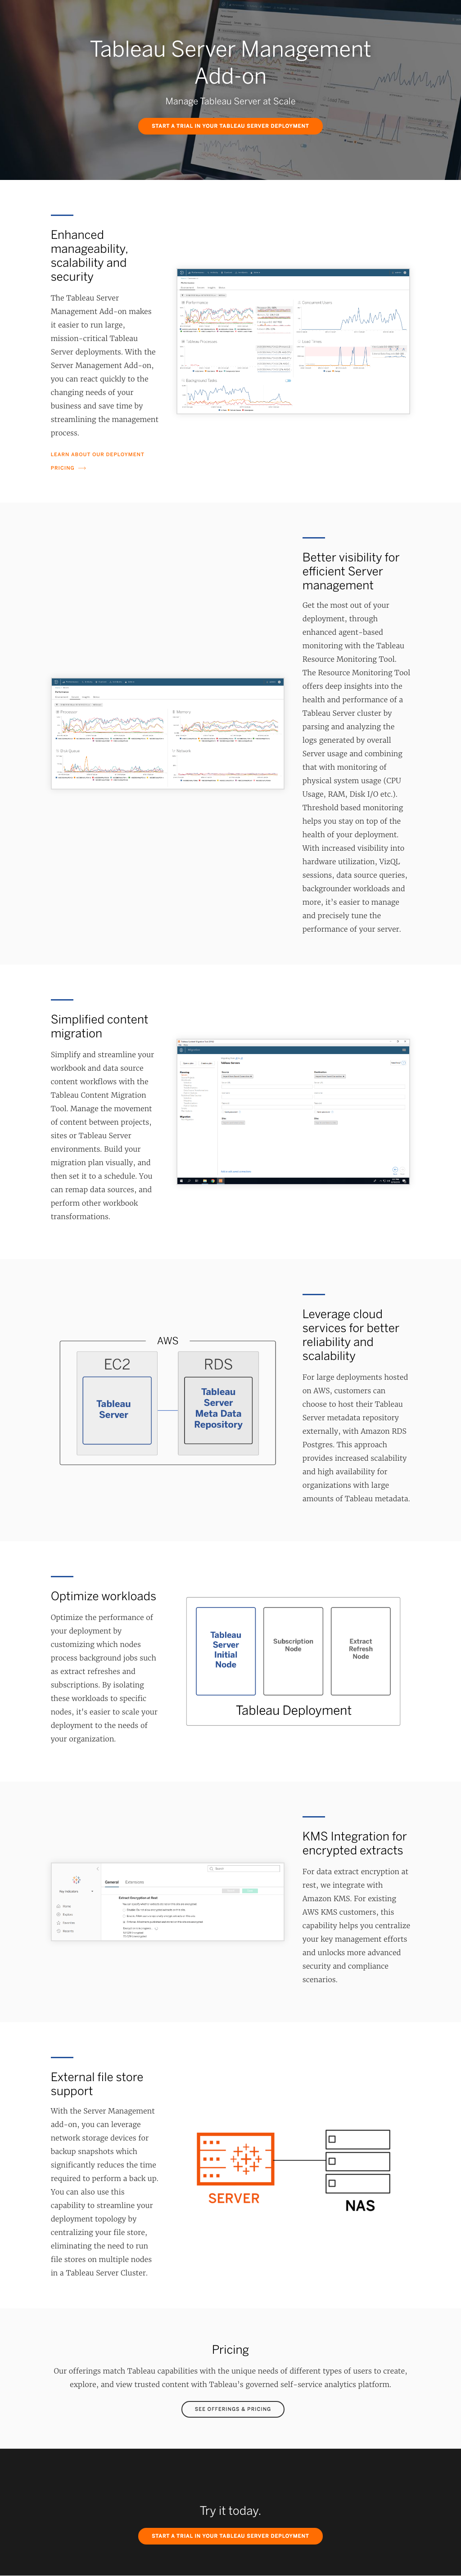 Tableau Server Management
Add-on
Manage Tableau Server at Scale
START A TRIAL IN YOUR TABLEAU SERVER DEPLOYMENT
Enhanced
manageability,
scalability and
security
The Tableau Server
Management Add-on makes
it easier to run large,
mission-critical Tableau
Server deployments. With the
Server Management Add-on,
you can react quickly to the
changing needs of your
business and save time by
streamlining the management
process.
LEARN ABOUT OUR DEPLOYMENT
PRICING →
Performance
Concurrent Users
Tableau Processes
Load Times
Background Tasks
Better visibility for
efficient Server
management
Get the most out of your
deployment, through
enhanced agent-based
monitoring with the Tableau
Resource Monitoring Tool.
The Resource Monitoring Tool
offers deep insights into the
health and performance of a
Tableau Server cluster by
parsing and analyzing the
logs generated by overall
Server usage and combining
that with monitoring of
physical system usage (CPU
Usage, RAM, Disk I/O etc.).
Threshold based monitoring
helps you stay on top of the
health of your deployment.
With increased visibility into
hardware utilization, VizQL
sessions, data source queries,
backgrounder workloads and
more, it's easier to manage
and precisely tune the
performance of your server.
Processor
Memory
Disk Queue
Network
Simplified content
migration
Simplify and streamline your
workbook and data source
content workflows with the
Tableau Content Migration
Tool. Manage the movement
of content between projects,
sites or Tableau Server
environments. Build your
migration plan visually, and
then set it to a schedule. You
can remap data sources, and
perform other workbook
transformations.
Leverage cloud
services for better
reliability and
scalability
For large deployments hosted
on AWS, customers can
choose to host their Tableau
Server metadata repository
externally, with Amazon RDS
Postgres. This approach
provides increased scalability
and high availability for
organizations with large
amounts of Tableau metadata.
AWS
EC2
Tableau
Server
RDS
Tableau
Server
Meta Data
Repository
Optimize workloads
Optimize the performance of
your deployment by
customizing which nodes
process background jobs such
as extract refreshes and
subscriptions. By isolating
these workloads to specific
nodes, it's easier to scale your
deployment to the needs of
your organization.
Tableau
Server
Initial
Node
Subscription
Node
Extract
Refresh
Node
Tableau Deployment
KMS Integration for
encrypted extracts
For data extract encryption at
rest, we integrate with
Amazon KMS. For existing
AWS KMS customers, this
capability helps you centralize
your key management efforts
and unlocks more advanced
security and compliance
scenarios.
General
Extensions
Extract Encryption at Rest
Home
External file store
support
With the Server Management
add-on, you can leverage
network storage devices for
backup snapshots which
significantly reduces the time
required to perform a back up.
You can also use this
capability to streamline your
deployment topology by
centralizing your file store,
eliminating the need to run
file stores on multiple nodes
in a Tableau Server Cluster.
SERVER
NAS
Pricing
Our offerings match Tableau capabilities with the unique needs of different types of users to create,
explore, and view trusted content with Tableau's governed self-service analytics platform.
SEE OFFERINGS & PRICING
Try it today.
START A TRIAL IN YOUR TABLEAU SERVER DEPLOYMENT